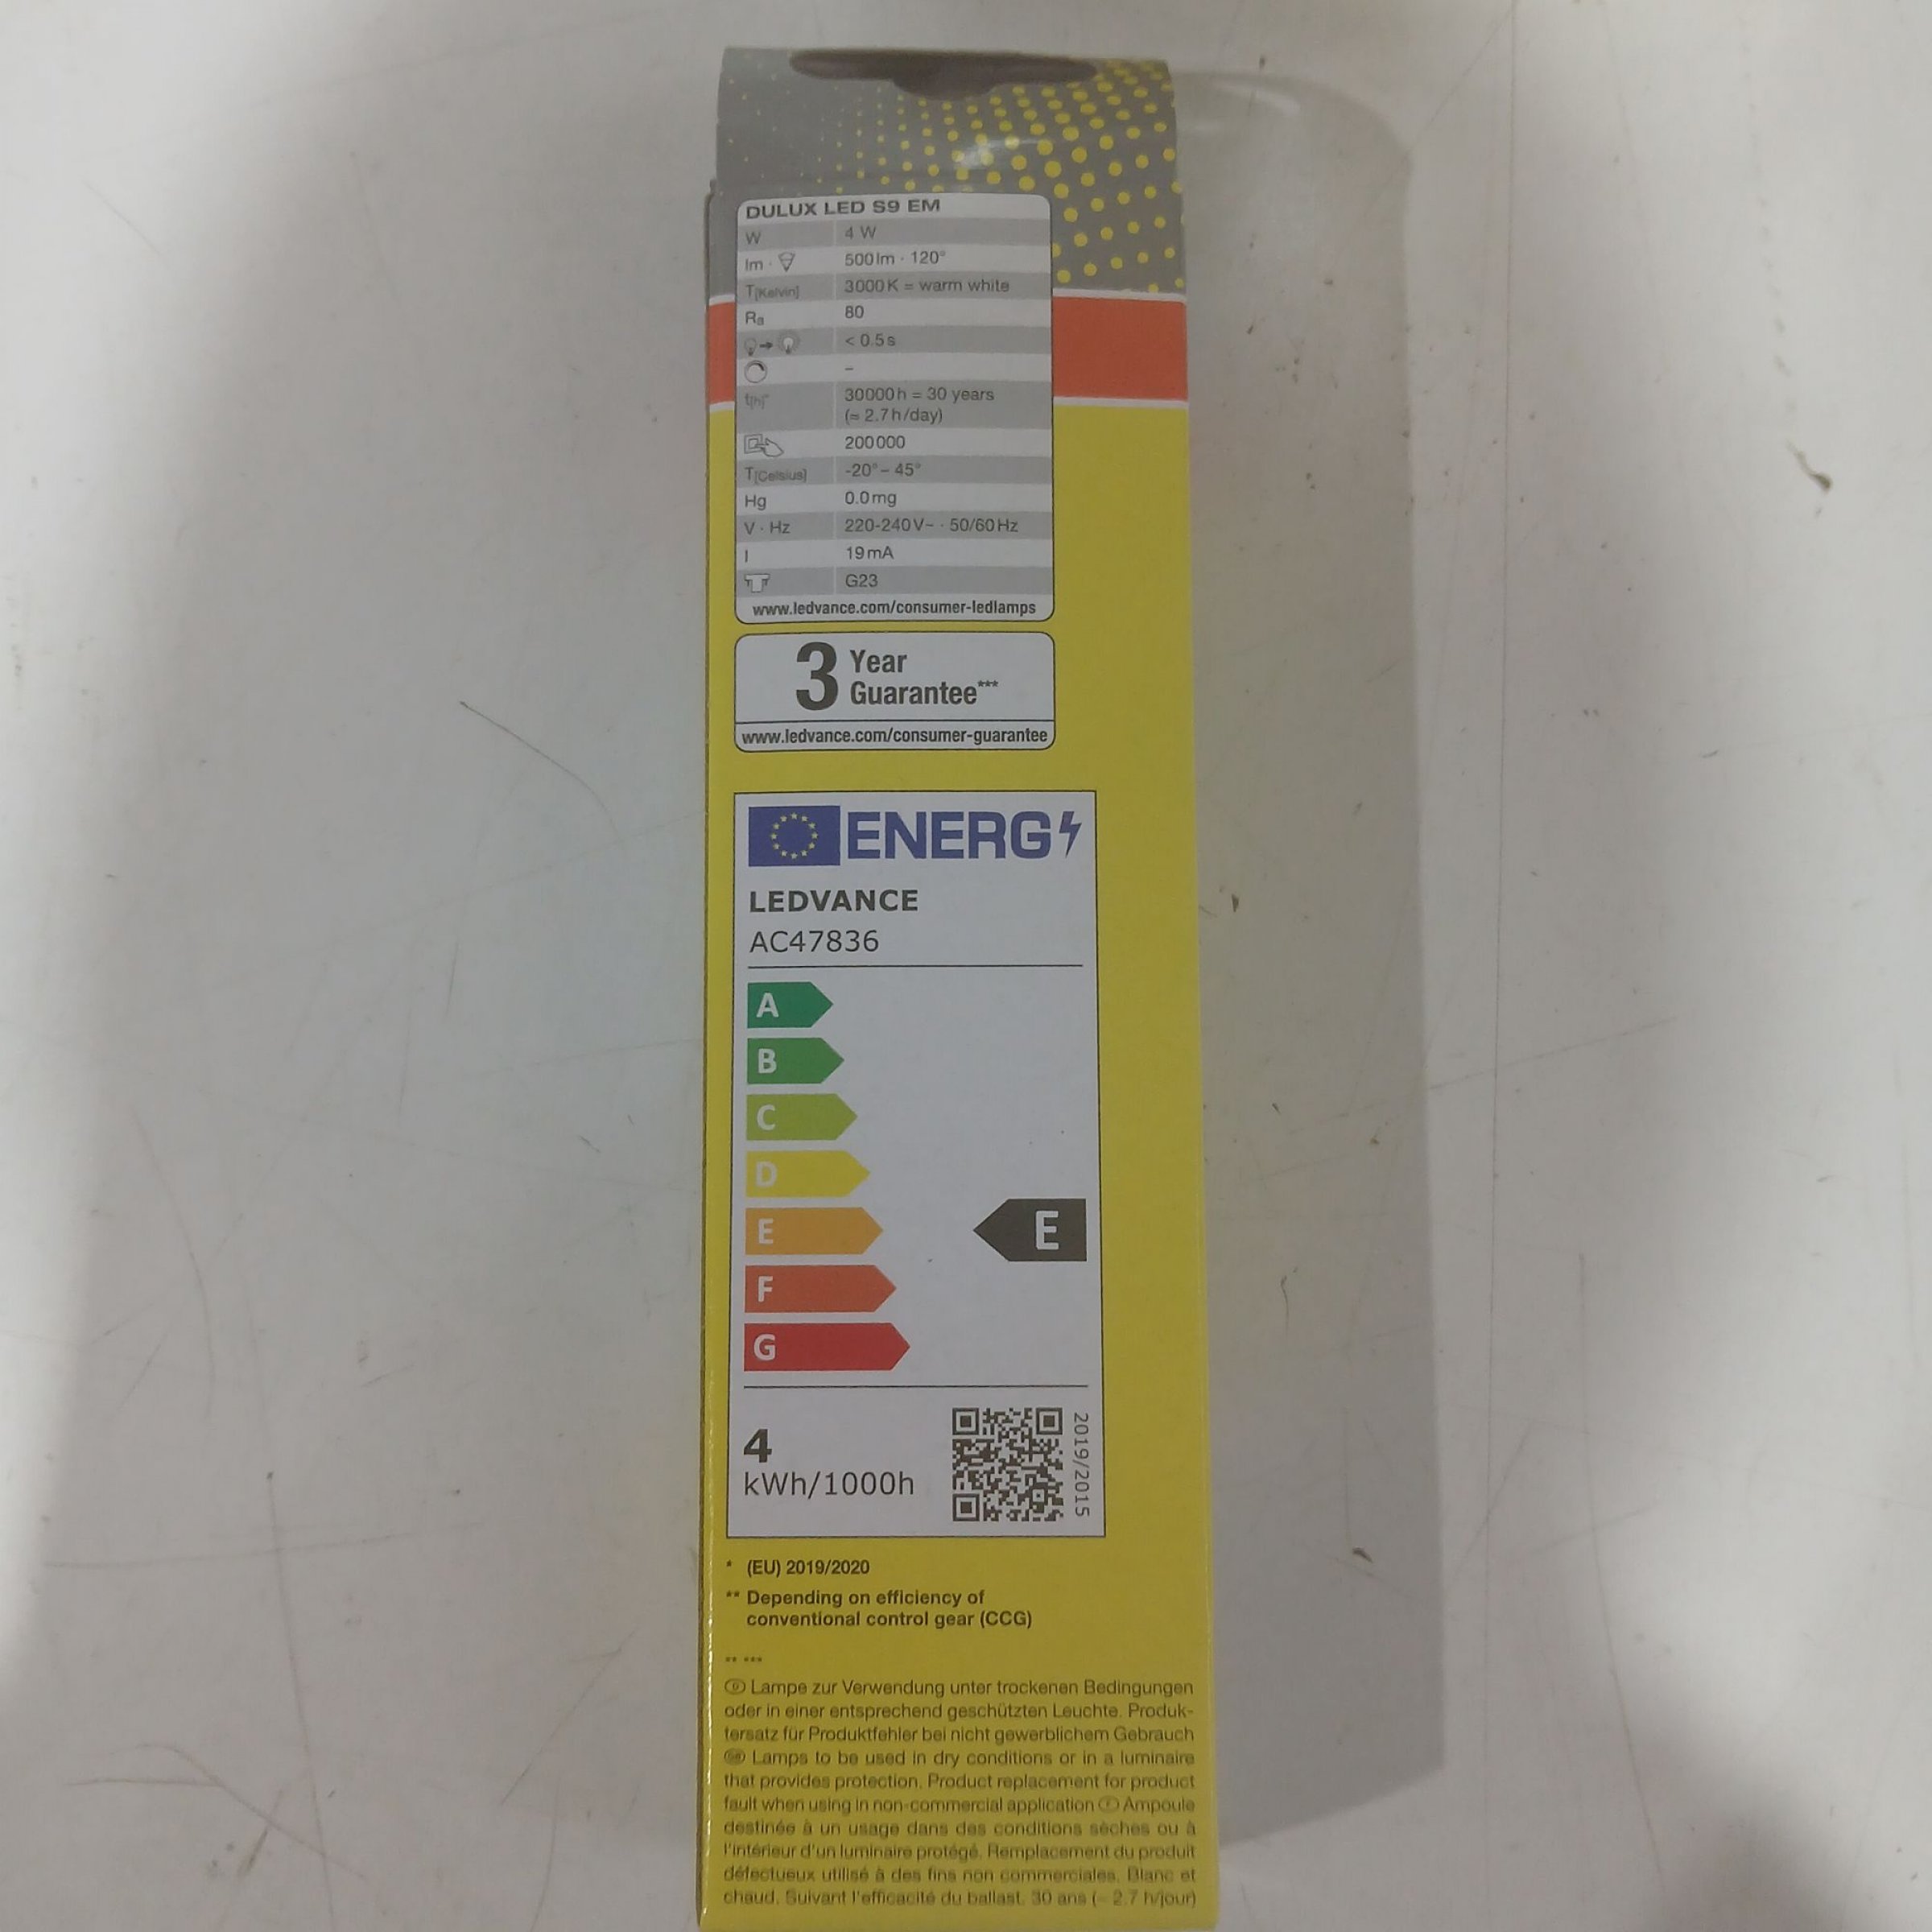 DULUX LED S9 EM
W 4 W
lm · 500 lm · 120°
T[Kelvin] 3000 K = warm white
Ra 80
< 0.5 s
–
t[h]* 30000 h = 30 years
(= 2.7 h/day)
200 000
T[Celsius] -20° – 45°
Hg 0.0 mg
V · Hz 220-240 V~ · 50/60 Hz
I 19 mA
G23
www.ledvance.com/consumer-ledlamps
3 Year
Guarantee***
www.ledvance.com/consumer-guarantee
ENERG
LEDVANCE
AC47836
A
B
C
D
E E
F
G
4
kWh/1000h
2019/2015
* (EU) 2019/2020
** Depending on efficiency of
conventional control gear (CCG)
** ***
D Lampe zur Verwendung unter trockenen Bedingungen
oder in einer entsprechend geschützten Leuchte. Produk-
tersatz für Produktfehler bei nicht gewerblichem Gebrauch
GB Lamps to be used in dry conditions or in a luminaire
that provides protection. Product replacement for product
fault when using in non-commercial application F Ampoule
destinée à un usage dans des conditions sèches ou à
l'intérieur d'un luminaire protégé. Remplacement du produit
défectueux utilisé à des fins non commerciales. Blanc et
chaud. Suivant l'efficacité du ballast. 30 ans (= 2.7 h/jour)